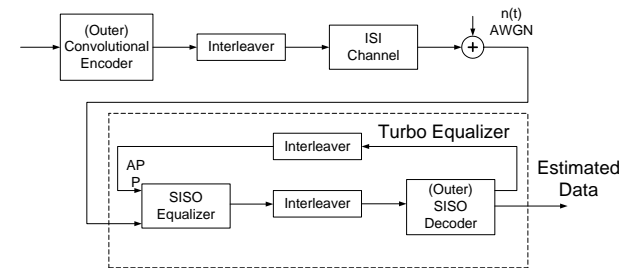 (Outer)
Convolutional
Encoder
Interleaver
ISI
Channel
n(t)
AWGN
+
Turbo Equalizer
Interleaver
AP
P
SISO
Equalizer
Interleaver
(Outer)
SISO
Decoder
Estimated
Data